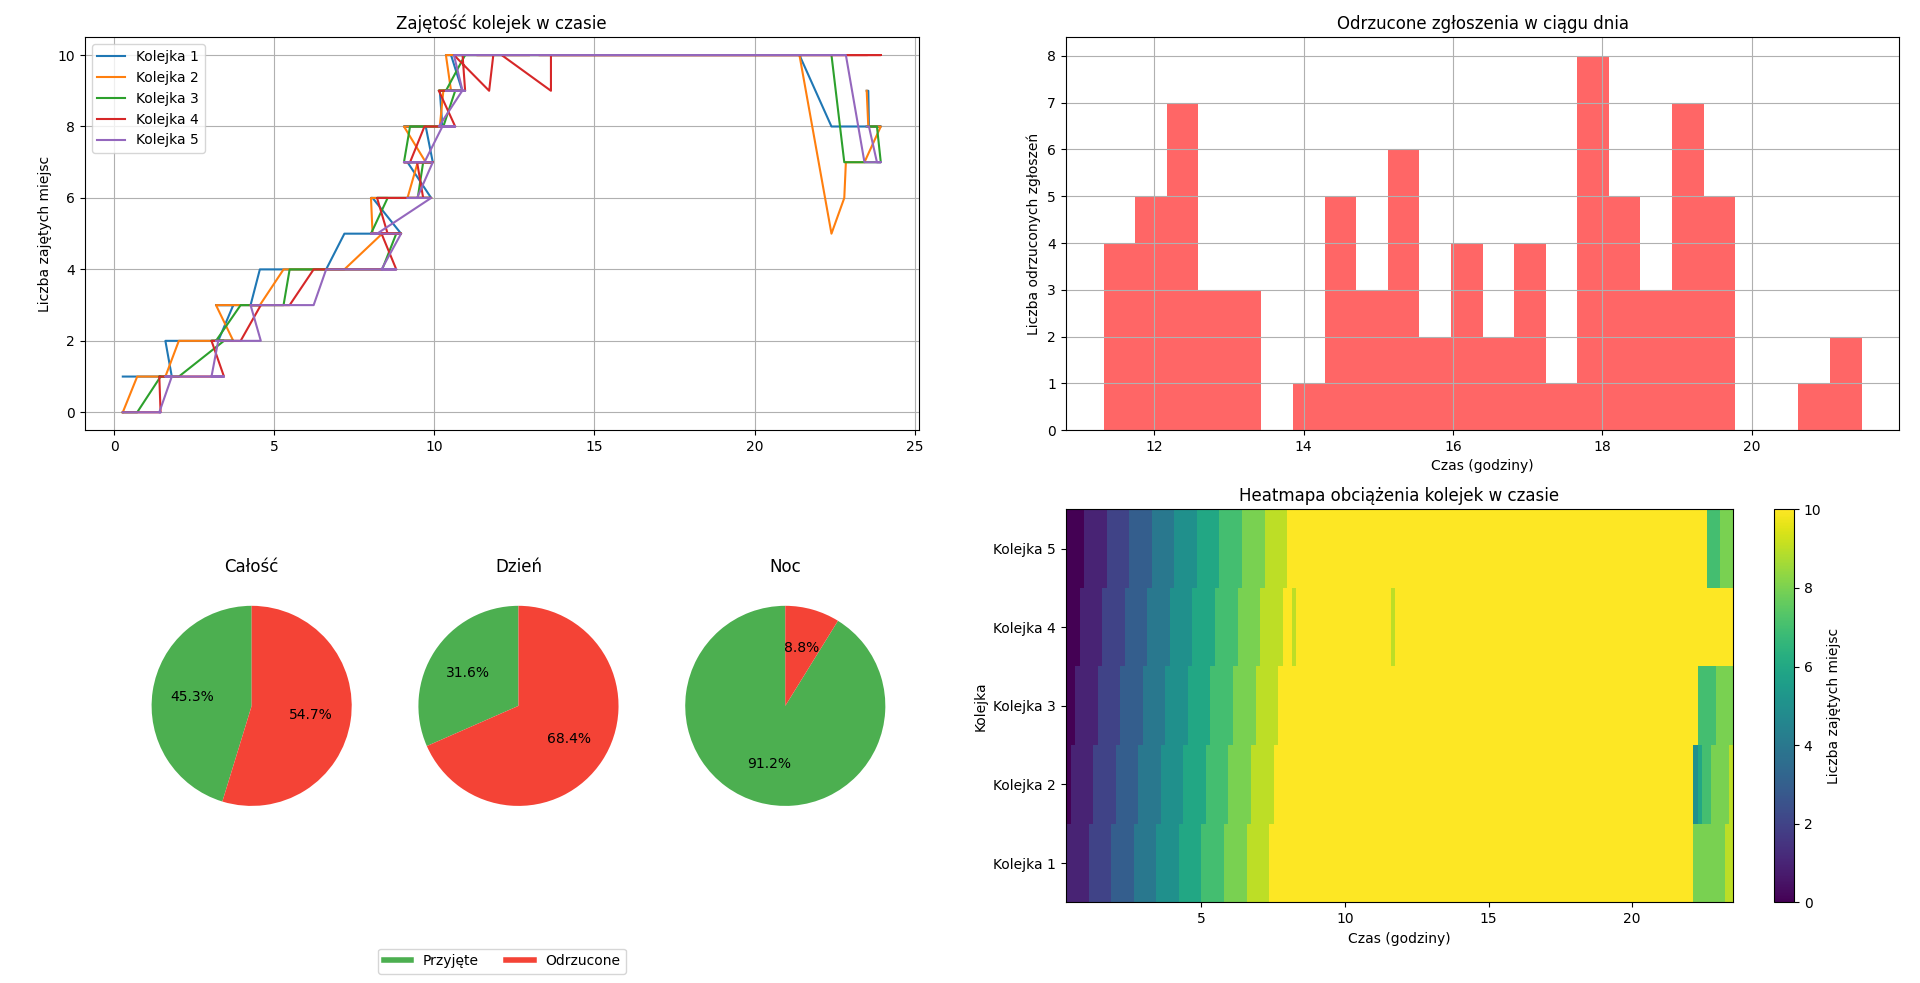 Zajętość kolejek w czasie
Liczba zajętych miejsc
10
8
6
4
2
0
Kolejka 1
Kolejka 2
Kolejka 3
Kolejka 4
Kolejka 5
0 5 10 15 20 25
Odrzucone zgłoszenia w ciągu dnia
Liczba odrzuconych zgłoszeń
8
7
6
5
4
3
2
1
0
12 14 16 18 20
Czas (godziny)
Całość
45.3%
54.7%
Dzień
31.6%
68.4%
Noc
8.8%
91.2%
Przyjęte
Odrzucone
Heatmapa obciążenia kolejek w czasie
Kolejka
Kolejka 5
Kolejka 4
Kolejka 3
Kolejka 2
Kolejka 1
5 10 15 20
Czas (godziny)
10
8
6
4
2
0
Liczba zajętych miejsc